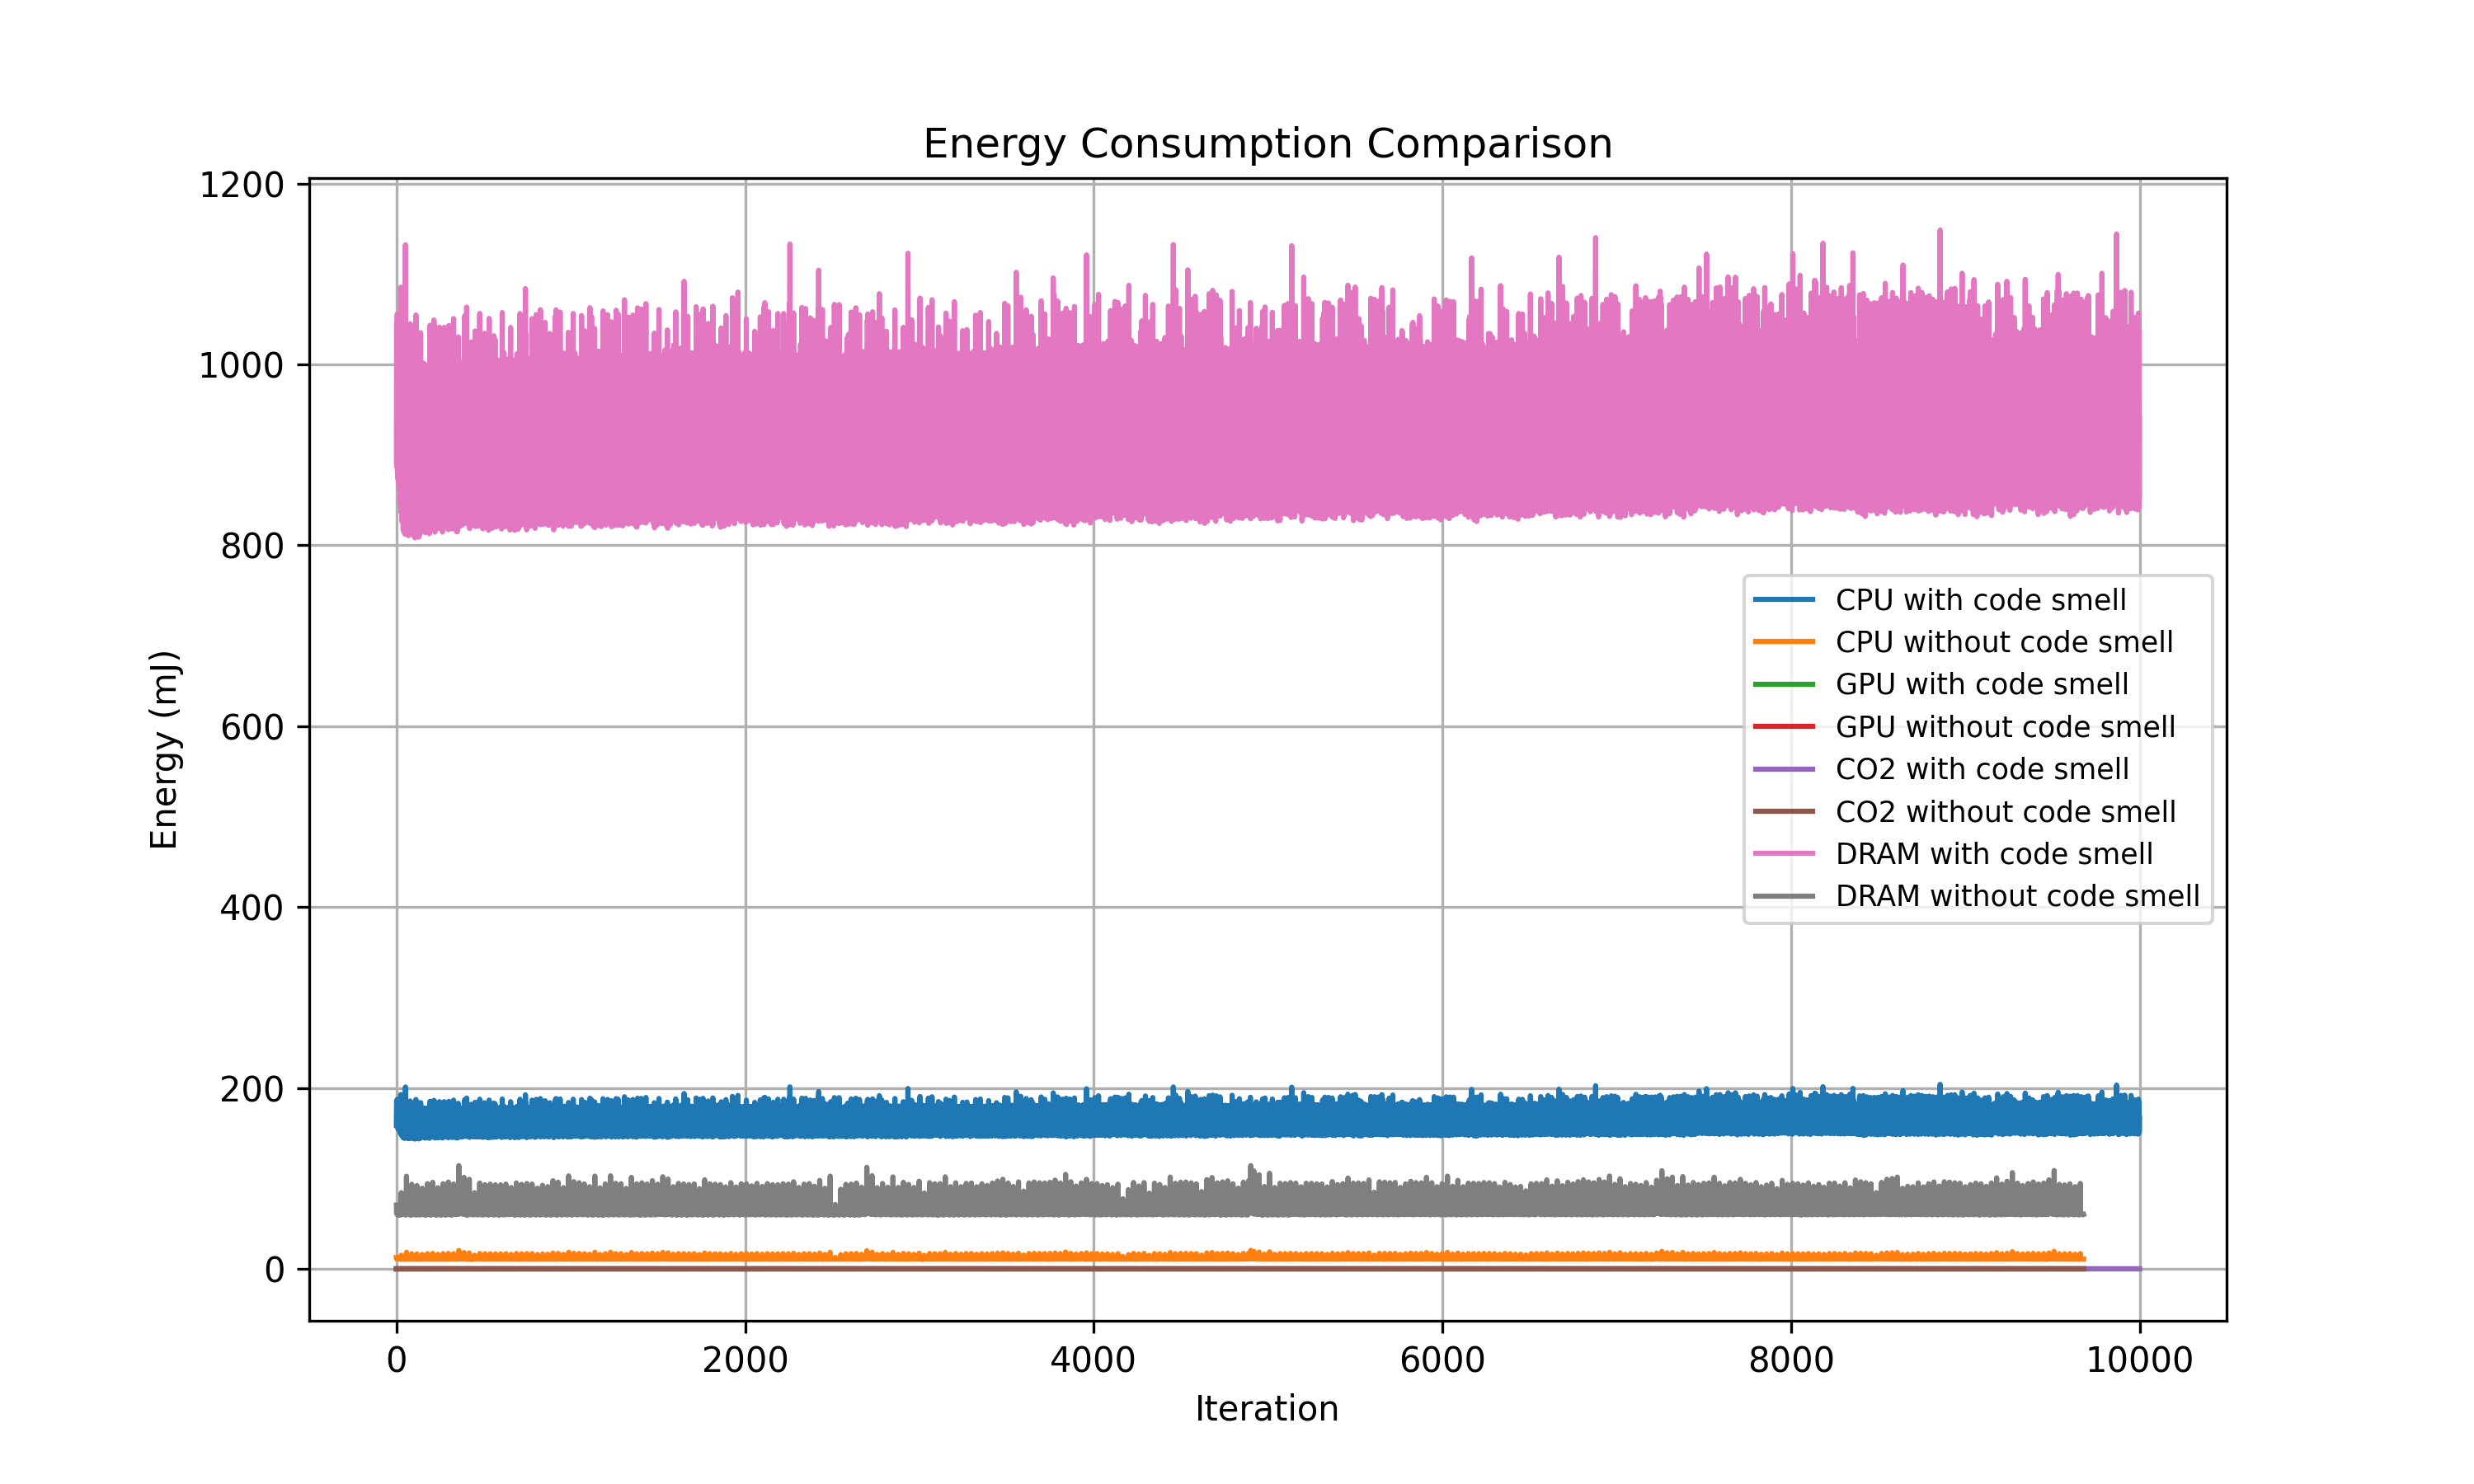 Energy Consumption Comparison
1200
1000
800
600
400
200
0
Energy (mJ)
CPU with code smell
CPU without code smell
GPU with code smell
GPU without code smell
CO2 with code smell
CO2 without code smell
DRAM with code smell
DRAM without code smell
0 2000 4000 6000 8000 10000
Iteration